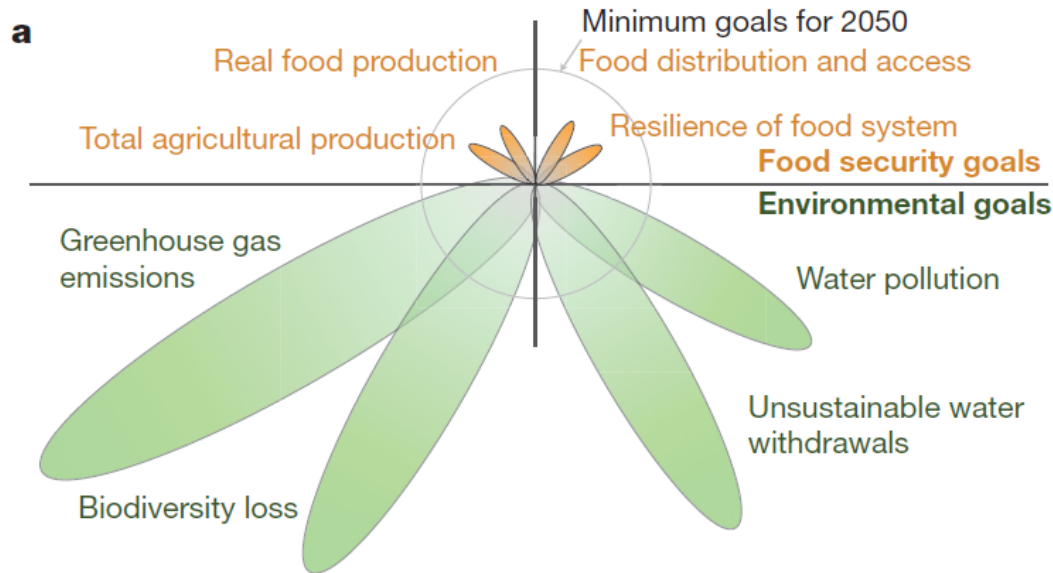 a
Minimum goals for 2050
Real food production
Food distribution and access
Total agricultural production
Resilience of food system
Food security goals
Environmental goals
Greenhouse gas
emissions
Water pollution
Unsustainable water
withdrawals
Biodiversity loss